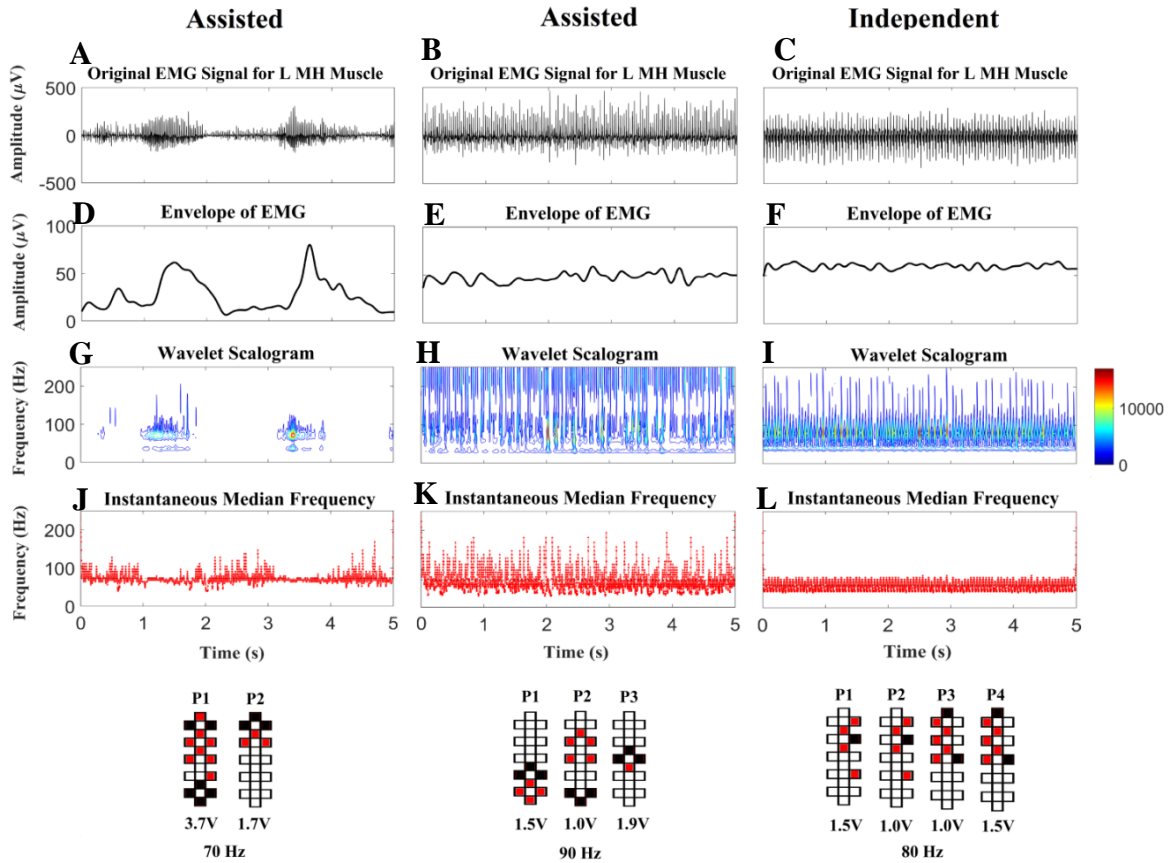 Assisted Assisted Independent
A B C
Original EMG Signal for L MH Muscle Original EMG Signal for L MH Muscle Original EMG Signal for L MH Muscle
Amplitude (μV)
500
0
-500
D E F
Envelope of EMG Envelope of EMG Envelope of EMG
Amplitude (μV)
100
50
0
G H I
Wavelet Scalogram Wavelet Scalogram Wavelet Scalogram
Frequency (Hz)
200
100
0
10000
0
J K L
Instantaneous Median Frequency Instantaneous Median Frequency Instantaneous Median Frequency
Frequency (Hz)
200
100
0
0 1 2 3 4 5 0 1 2 3 4 5 0 1 2 3 4 5
Time (s) Time (s) Time (s)
P1 P2 P1 P2 P3 P1 P2 P3 P4
3.7V 1.7V 1.5V 1.0V 1.9V 1.5V 1.0V 1.0V 1.5V
70 Hz 90 Hz 80 Hz